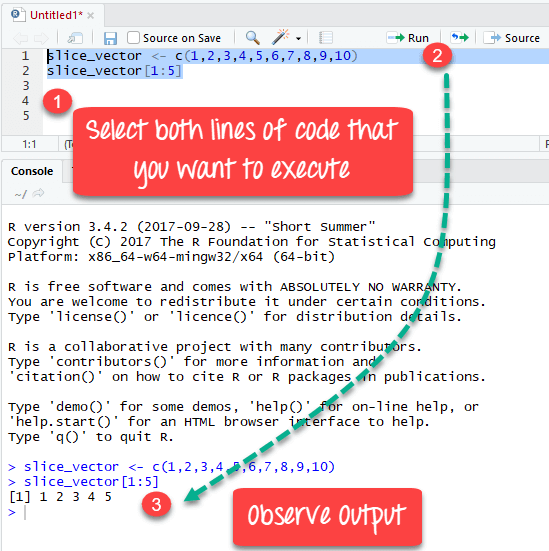 Untitled1*
Source on Save
Run
Source
1 slice_vector <- c(1,2,3,4,5,6,7,8,9,10)
2 slice_vector[1:5]
3
4
5
2
1
Select both lines of code that
you want to execute
1:1
Console
~/
R version 3.4.2 (2017-09-28) -- "Short Summer"
Copyright (C) 2017 The R Foundation for Statistical Computing
Platform: x86_64-w64-mingw32/x64 (64-bit)
R is free software and comes with ABSOLUTELY NO WARRANTY.
You are welcome to redistribute it under certain conditions.
Type 'license()' or 'licence()' for distribution details.
R is a collaborative project with many contributors.
Type 'contributors()' for more information and
'citation()' on how to cite R or R packages in publications.
Type 'demo()' for some demos, 'help()' for on-line help, or
'help.start()' for an HTML browser interface to help.
Type 'q()' to quit R.
> slice_vector <- c(1,2,3,4,5,6,7,8,9,10)
> slice_vector[1:5]
[1] 1 2 3 4 5
>
3
Observe Output